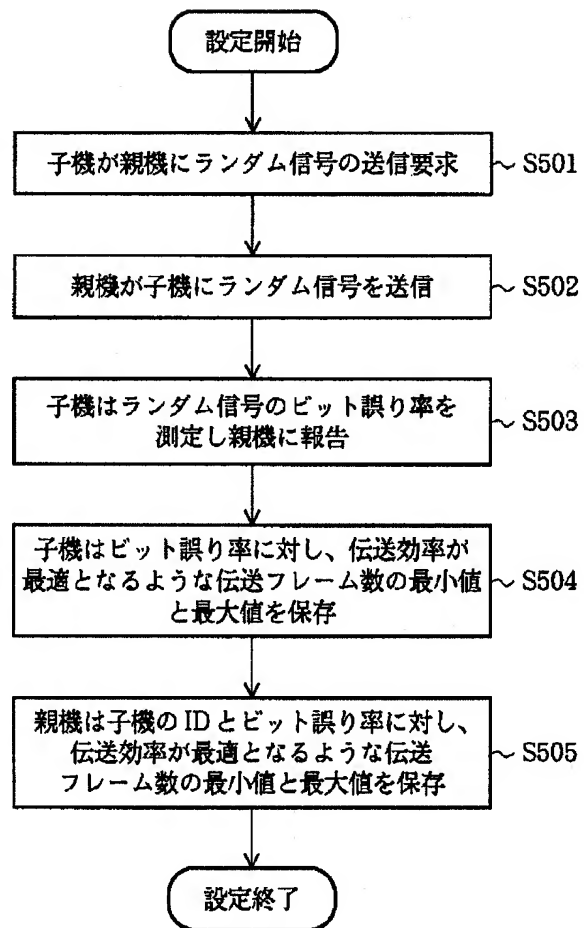 設定開始
子機が親機にランダム信号の送信要求
～ S501
親機が子機にランダム信号を送信
～ S502
子機はランダム信号のビット誤り率を
測定し親機に報告
～ S503
子機はビット誤り率に対し、伝送効率が
最適となるような伝送フレーム数の最小値
と最大値を保存
～ S504
親機は子機のIDとビット誤り率に対し、
伝送効率が最適となるような伝送
フレーム数の最小値と最大値を保存
～ S505
設定終了